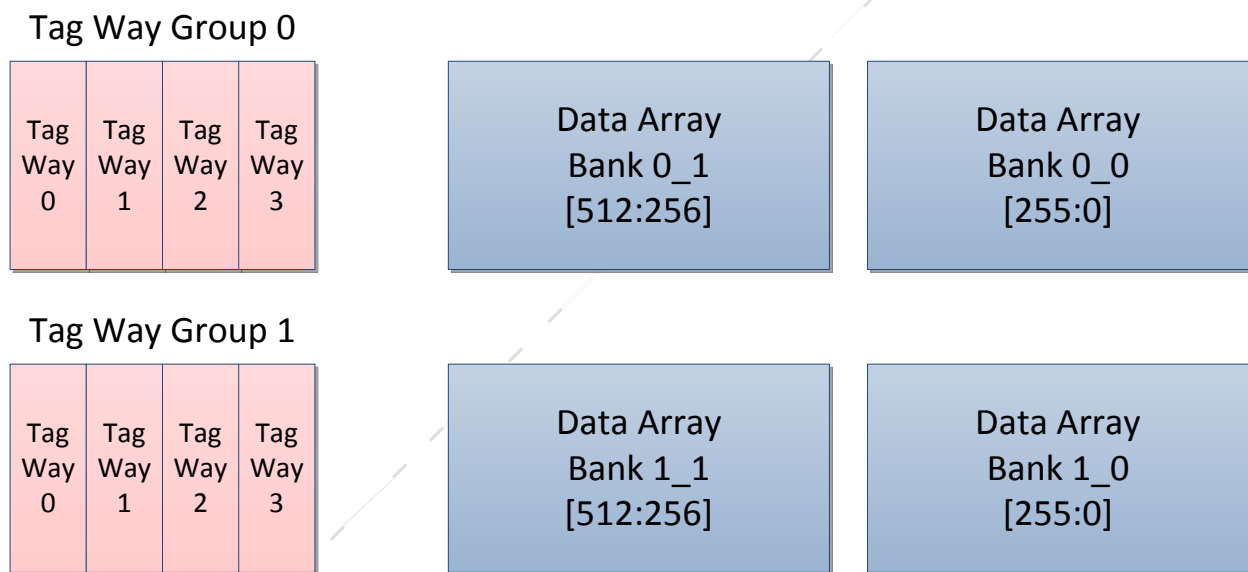 Tag Way Group 0
Tag
Way
0
Tag
Way
1
Tag
Way
2
Tag
Way
3
Data Array
Bank 0_1
[512:256]
Data Array
Bank 0_0
[255:0]
Tag Way Group 1
Tag
Way
0
Tag
Way
1
Tag
Way
2
Tag
Way
3
Data Array
Bank 1_1
[512:256]
Data Array
Bank 1_0
[255:0]